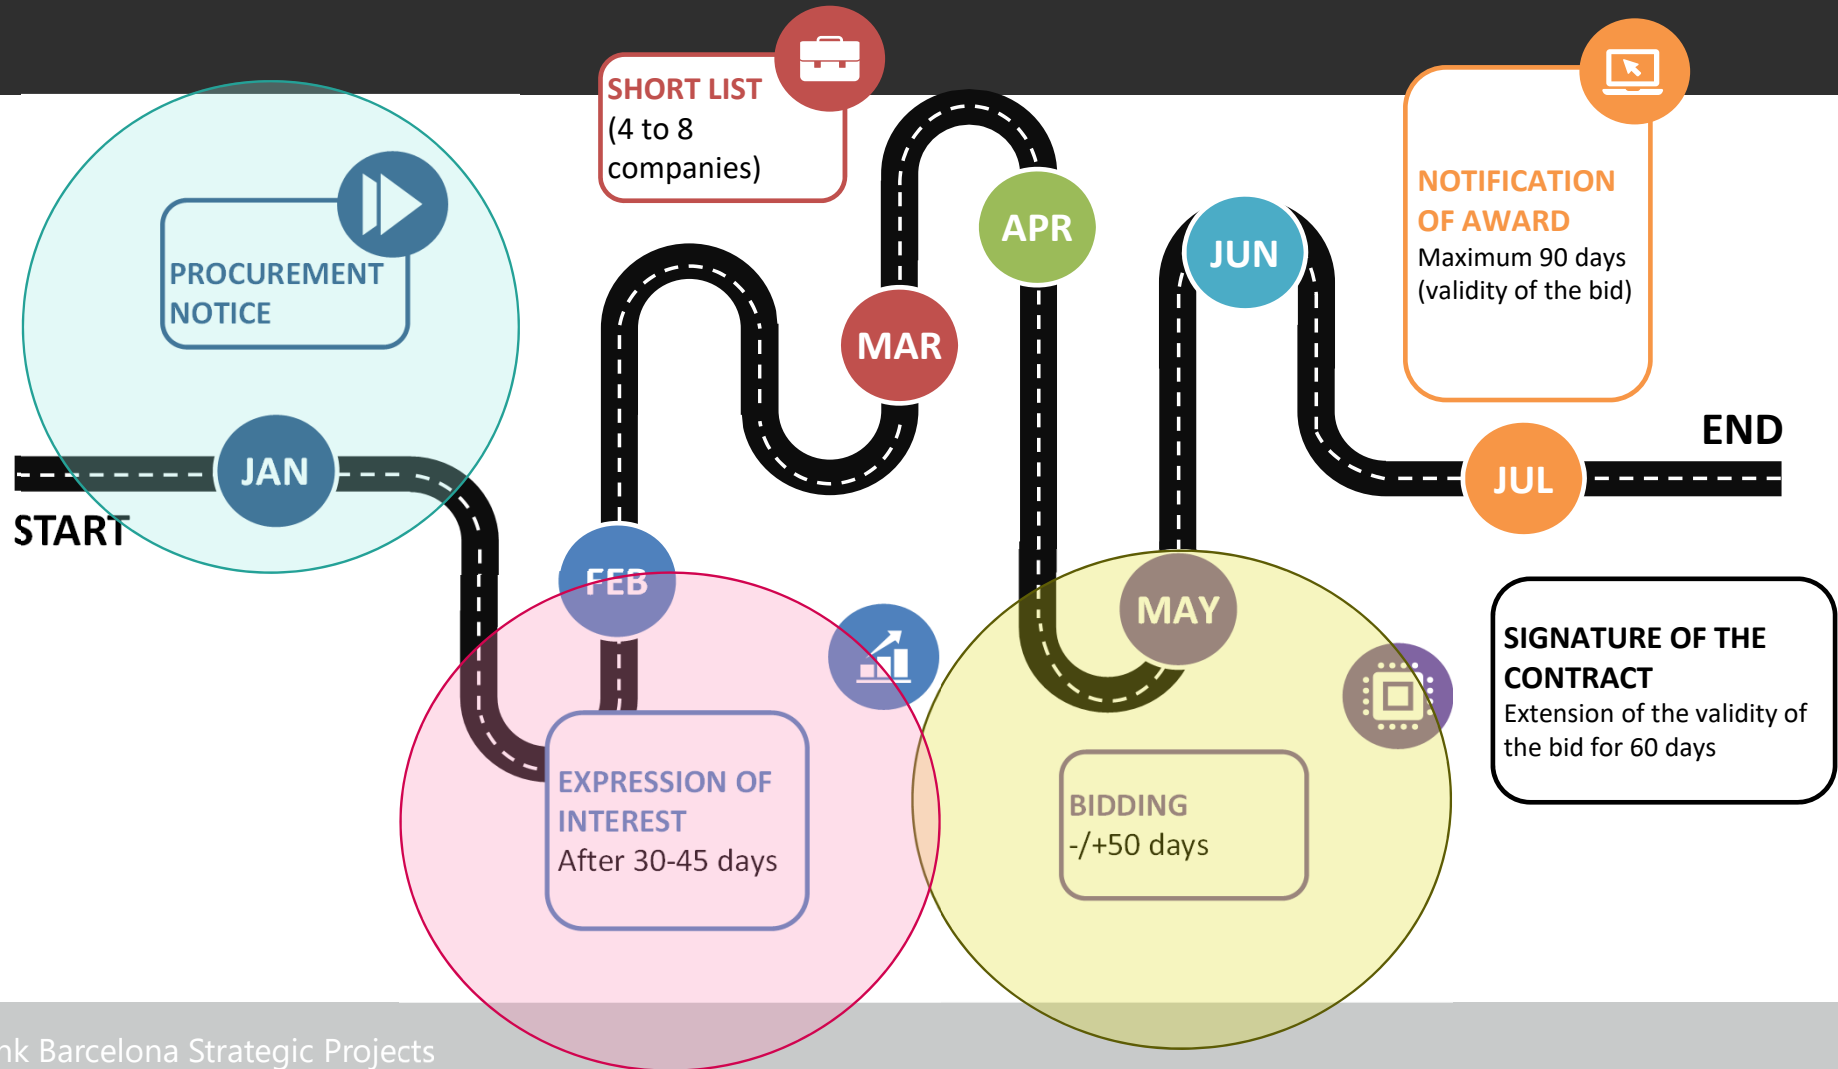 PROCUREMENT
NOTICE
JAN
START
FEB
EXPRESSION OF
INTEREST
After 30-45 days
SHORT LIST
(4 to 8
companies)
MAR
APR
MAY
BIDDING
-/+50 days
JUN
NOTIFICATION
OF AWARD
Maximum 90 days
(validity of the bid)
JUL
END
SIGNATURE OF THE
CONTRACT
Extension of the validity of
the bid for 60 days
Barcelona Strategic Projects